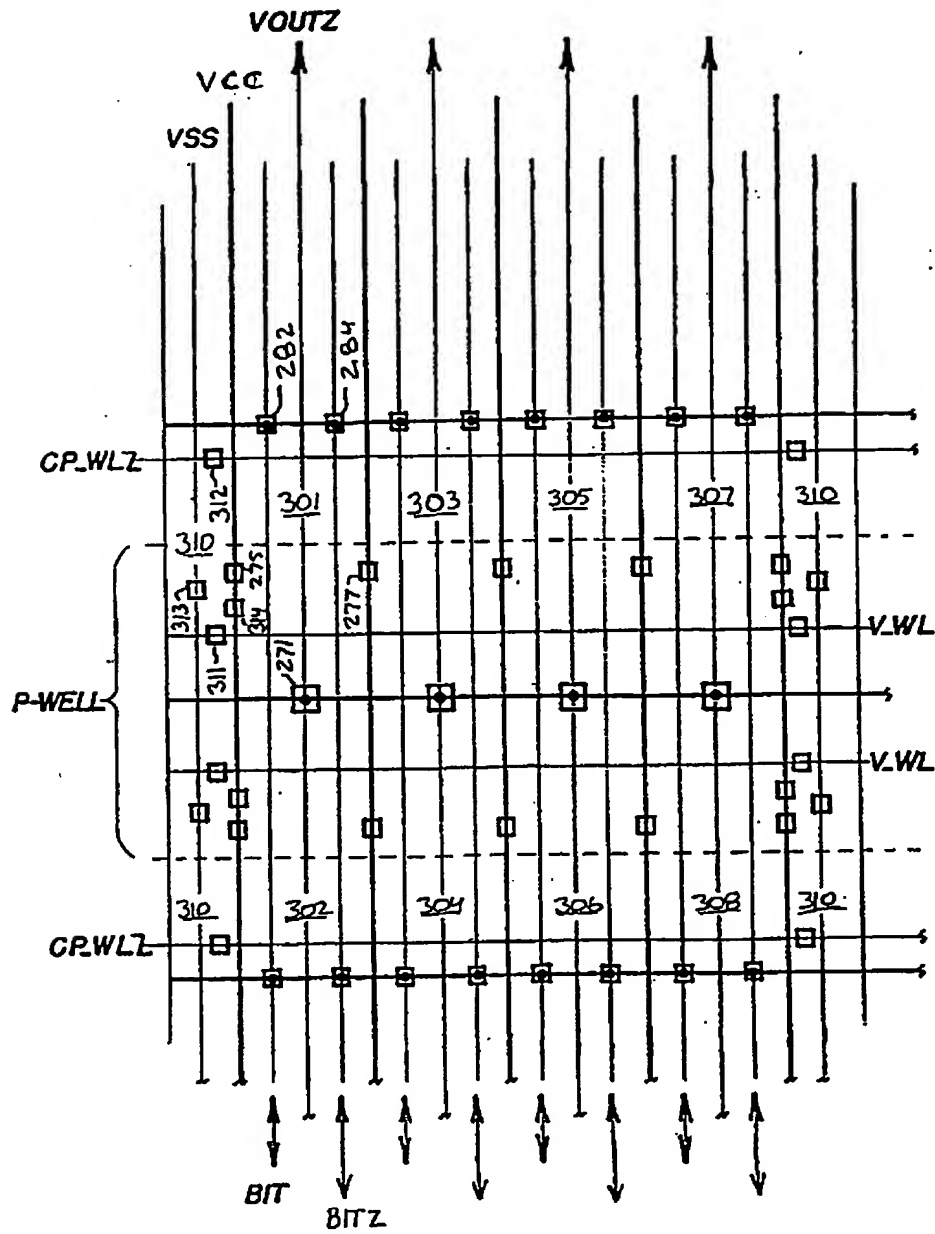 VOUTZ
VCC
VSS
282
284
CP_WLZ
312
301
303
305
307
310
310
275
313
314
277
311
V_WL
271
P-WELL
V_WL
310
302
304
306
308
310
CP_WLZ
BIT
BITZ